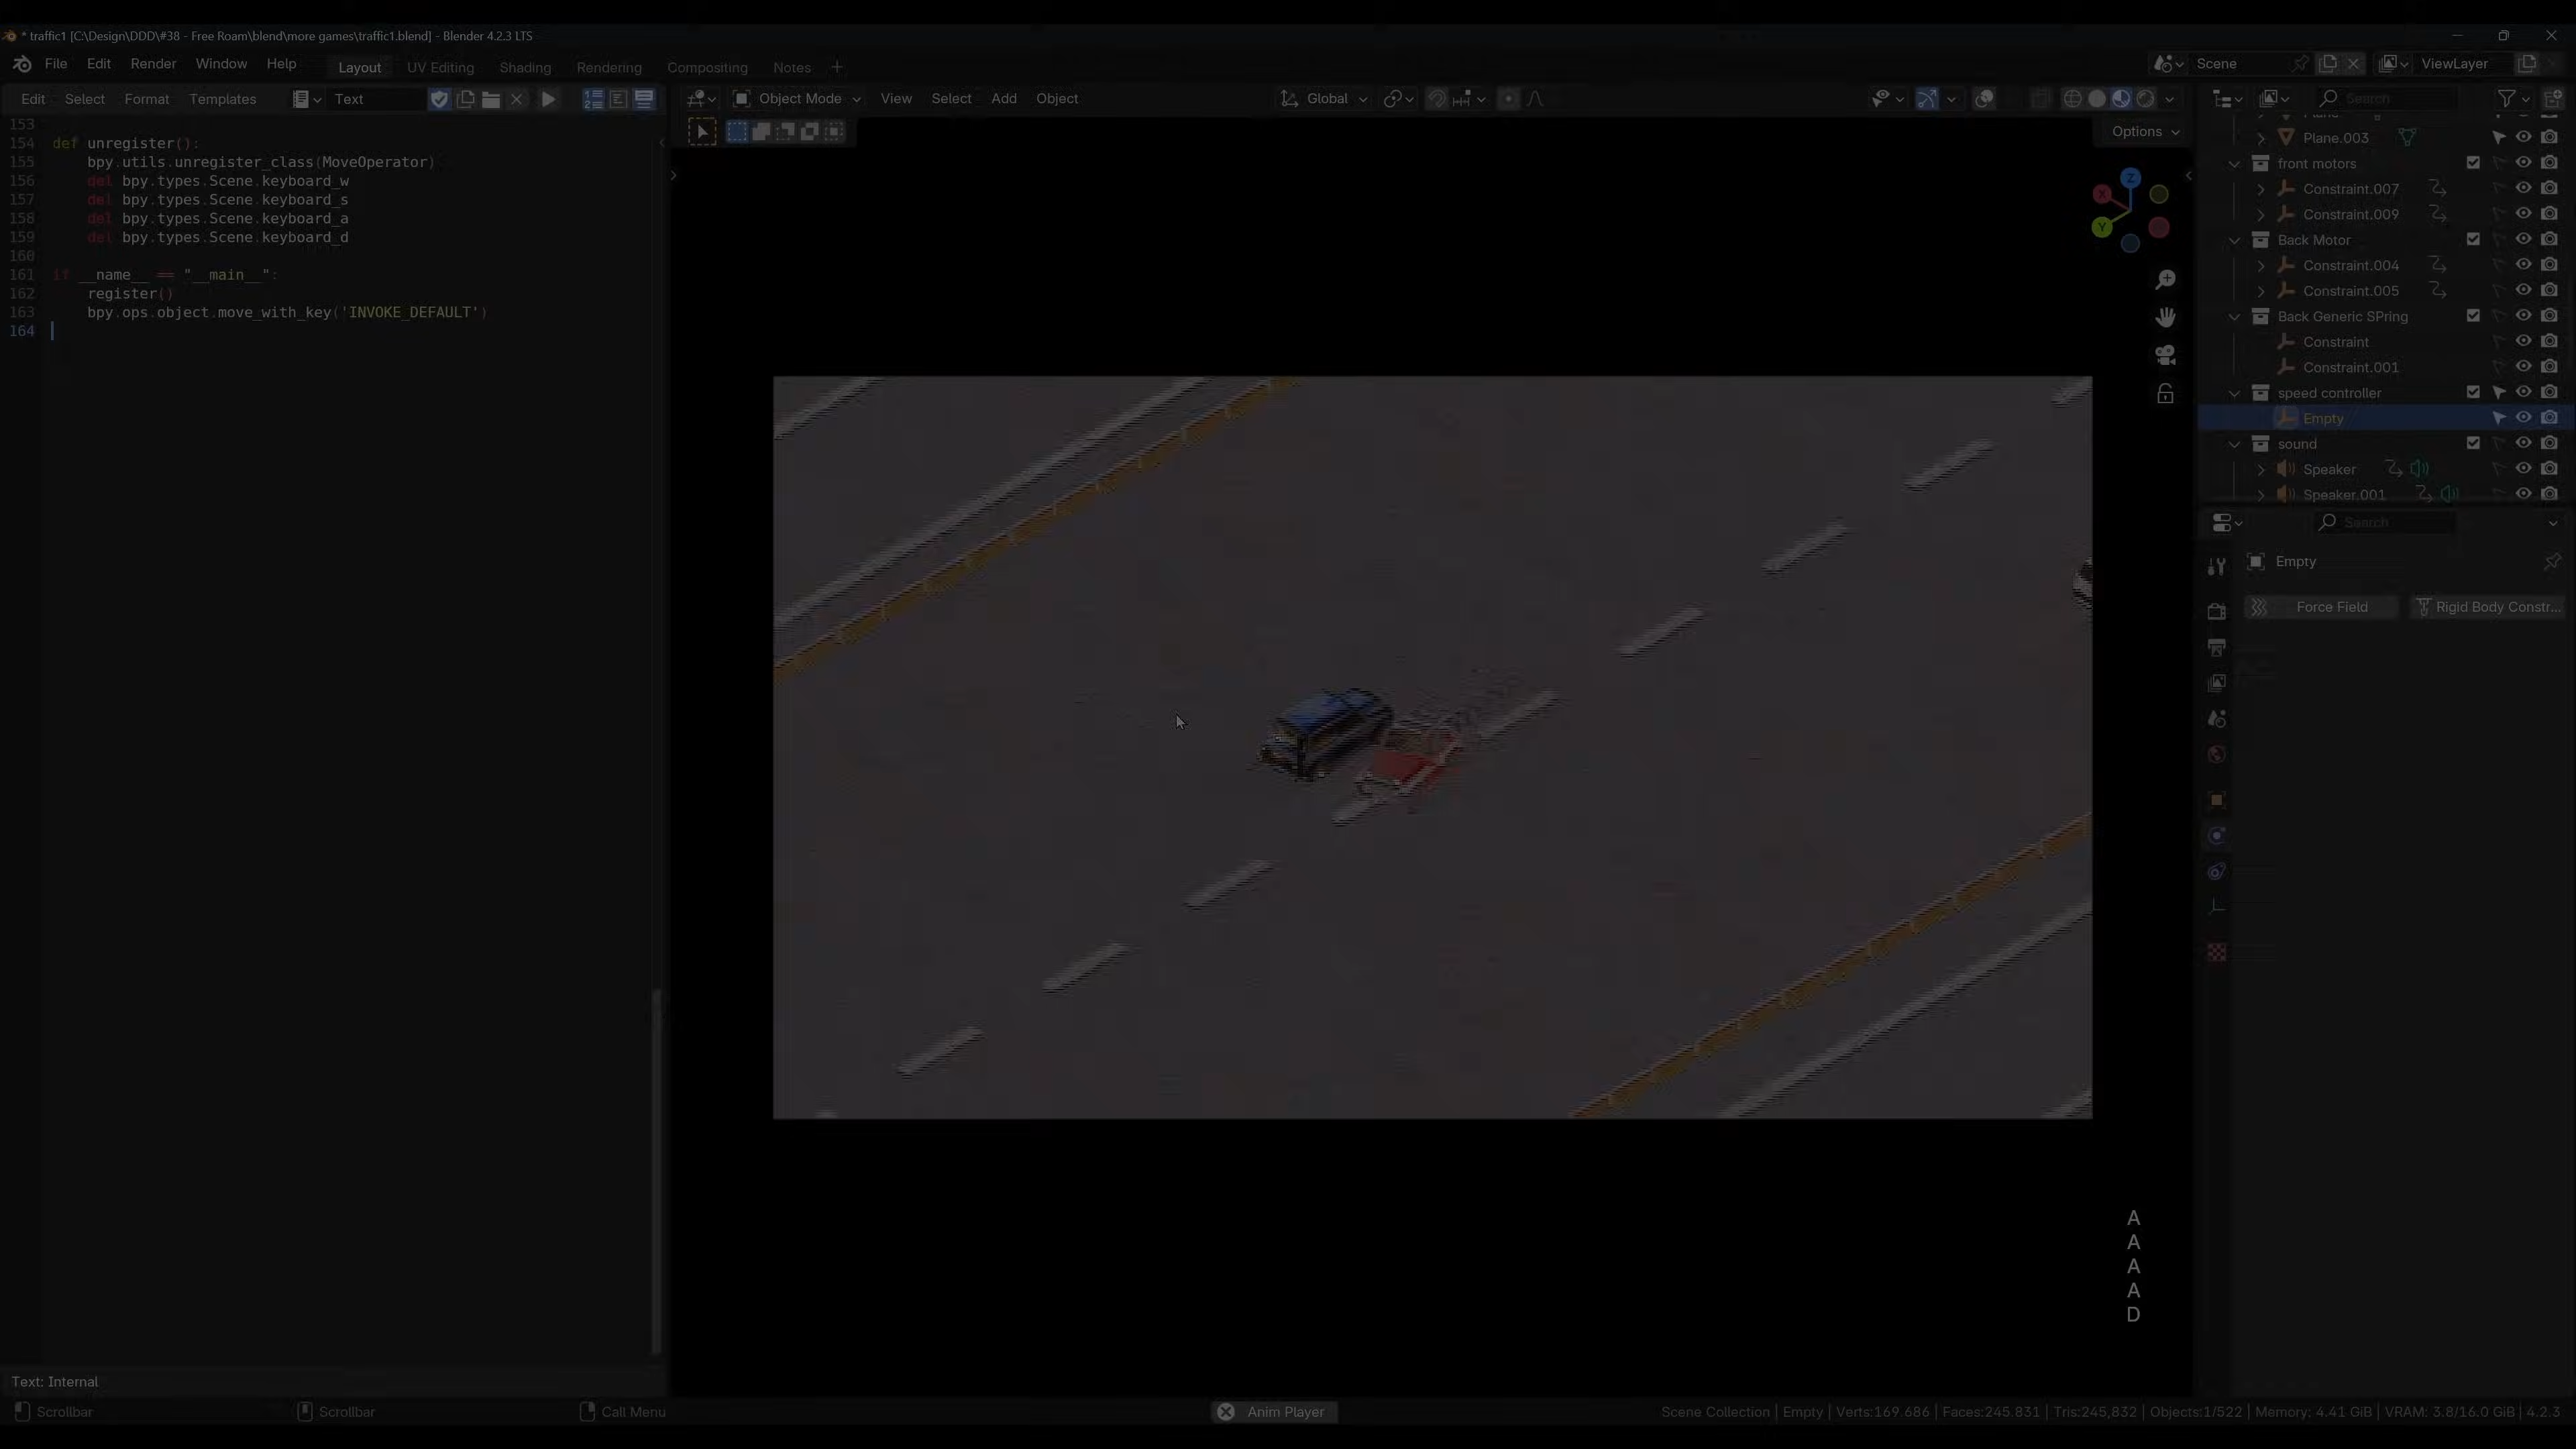 * traffic1 [C:\Design\DDD\#38 - Free Roam\blend\more games\traffic1.blend] - Blender 4.2.3 LTS
File Edit Render Window Help Layout UV Editing Shading Rendering Compositing Notes + Scene ViewLayer
Edit Select Format Templates Text Object Mode View Select Add Object Global Search
Options
153
154 def unregister():
155 bpy.utils.unregister_class(MoveOperator)
156 del bpy.types.Scene.keyboard_w
157 del bpy.types.Scene.keyboard_s
158 del bpy.types.Scene.keyboard_a
159 del bpy.types.Scene.keyboard_d
160
161 if __name__ == "__main__":
162 register()
163 bpy.ops.object.move_with_key('INVOKE_DEFAULT')
164
X
Y
Z
Plane.003
front motors
Constraint.007
Constraint.009
Back Motor
Constraint.004
Constraint.005
Back Generic SPring
Constraint
Constraint.001
speed controller
Empty
sound
Speaker
Speaker.001
Search
Empty
Force Field Rigid Body Constr...
A
A
A
A
D
Text: Internal
Scrollbar Scrollbar Call Menu Anim Player Scene Collection | Empty | Verts:169.686 | Faces:245.831 | Tris:245,832 | Objects:1/522 | Memory: 4.41 GiB | VRAM: 3.8/16.0 GiB | 4.2.3